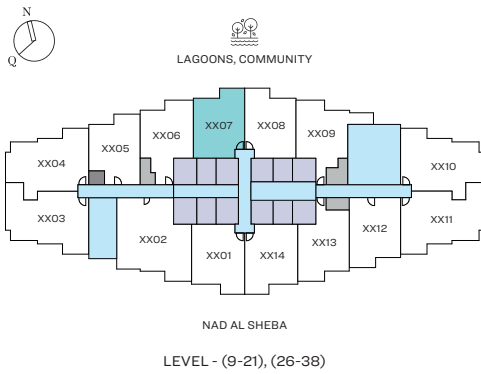 N
Q
LAGOONS, COMMUNITY
XX07
XX08
XX06
XX09
XX05
XX04
XX10
XX03
XX11
XX02
XX12
XX13
XX01
XX14
NAD AL SHEBA
LEVEL - (9-21), (26-38)